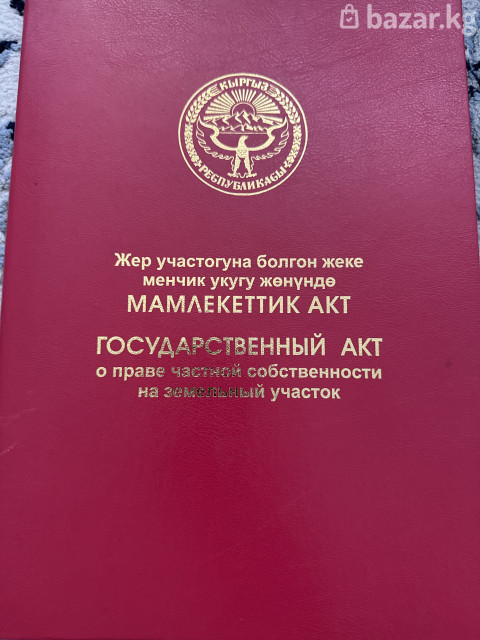 bazar.kg
КЫРГЫЗ
РЕСПУБЛИКАСЫ
Жер участогуна болгон жеке
менчик укугу жөнүндө
МАМЛЕКЕТТИК АКТ
ГОСУДАРСТВЕННЫЙ АКТ
о праве частной собственности
на земельный участок